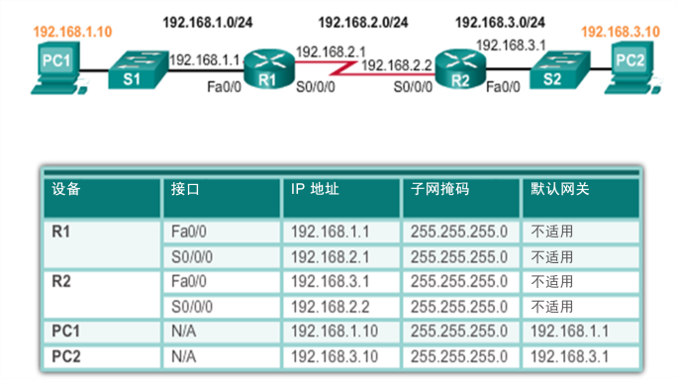 192.168.1.0/24 192.168.2.0/24 192.168.3.0/24
192.168.1.10 192.168.3.10
192.168.1.1 192.168.2.1 192.168.2.2 192.168.3.1
PC1 S1 R1 R2 S2 PC2
Fa0/0 S0/0/0 S0/0/0 Fa0/0
设备 接口 IP 地址 子网掩码 默认网关
R1 Fa0/0 192.168.1.1 255.255.255.0 不适用
S0/0/0 192.168.2.1 255.255.255.0 不适用
R2 Fa0/0 192.168.3.1 255.255.255.0 不适用
S0/0/0 192.168.2.2 255.255.255.0 不适用
PC1 N/A 192.168.1.10 255.255.255.0 192.168.1.1
PC2 N/A 192.168.3.10 255.255.255.0 192.168.3.1